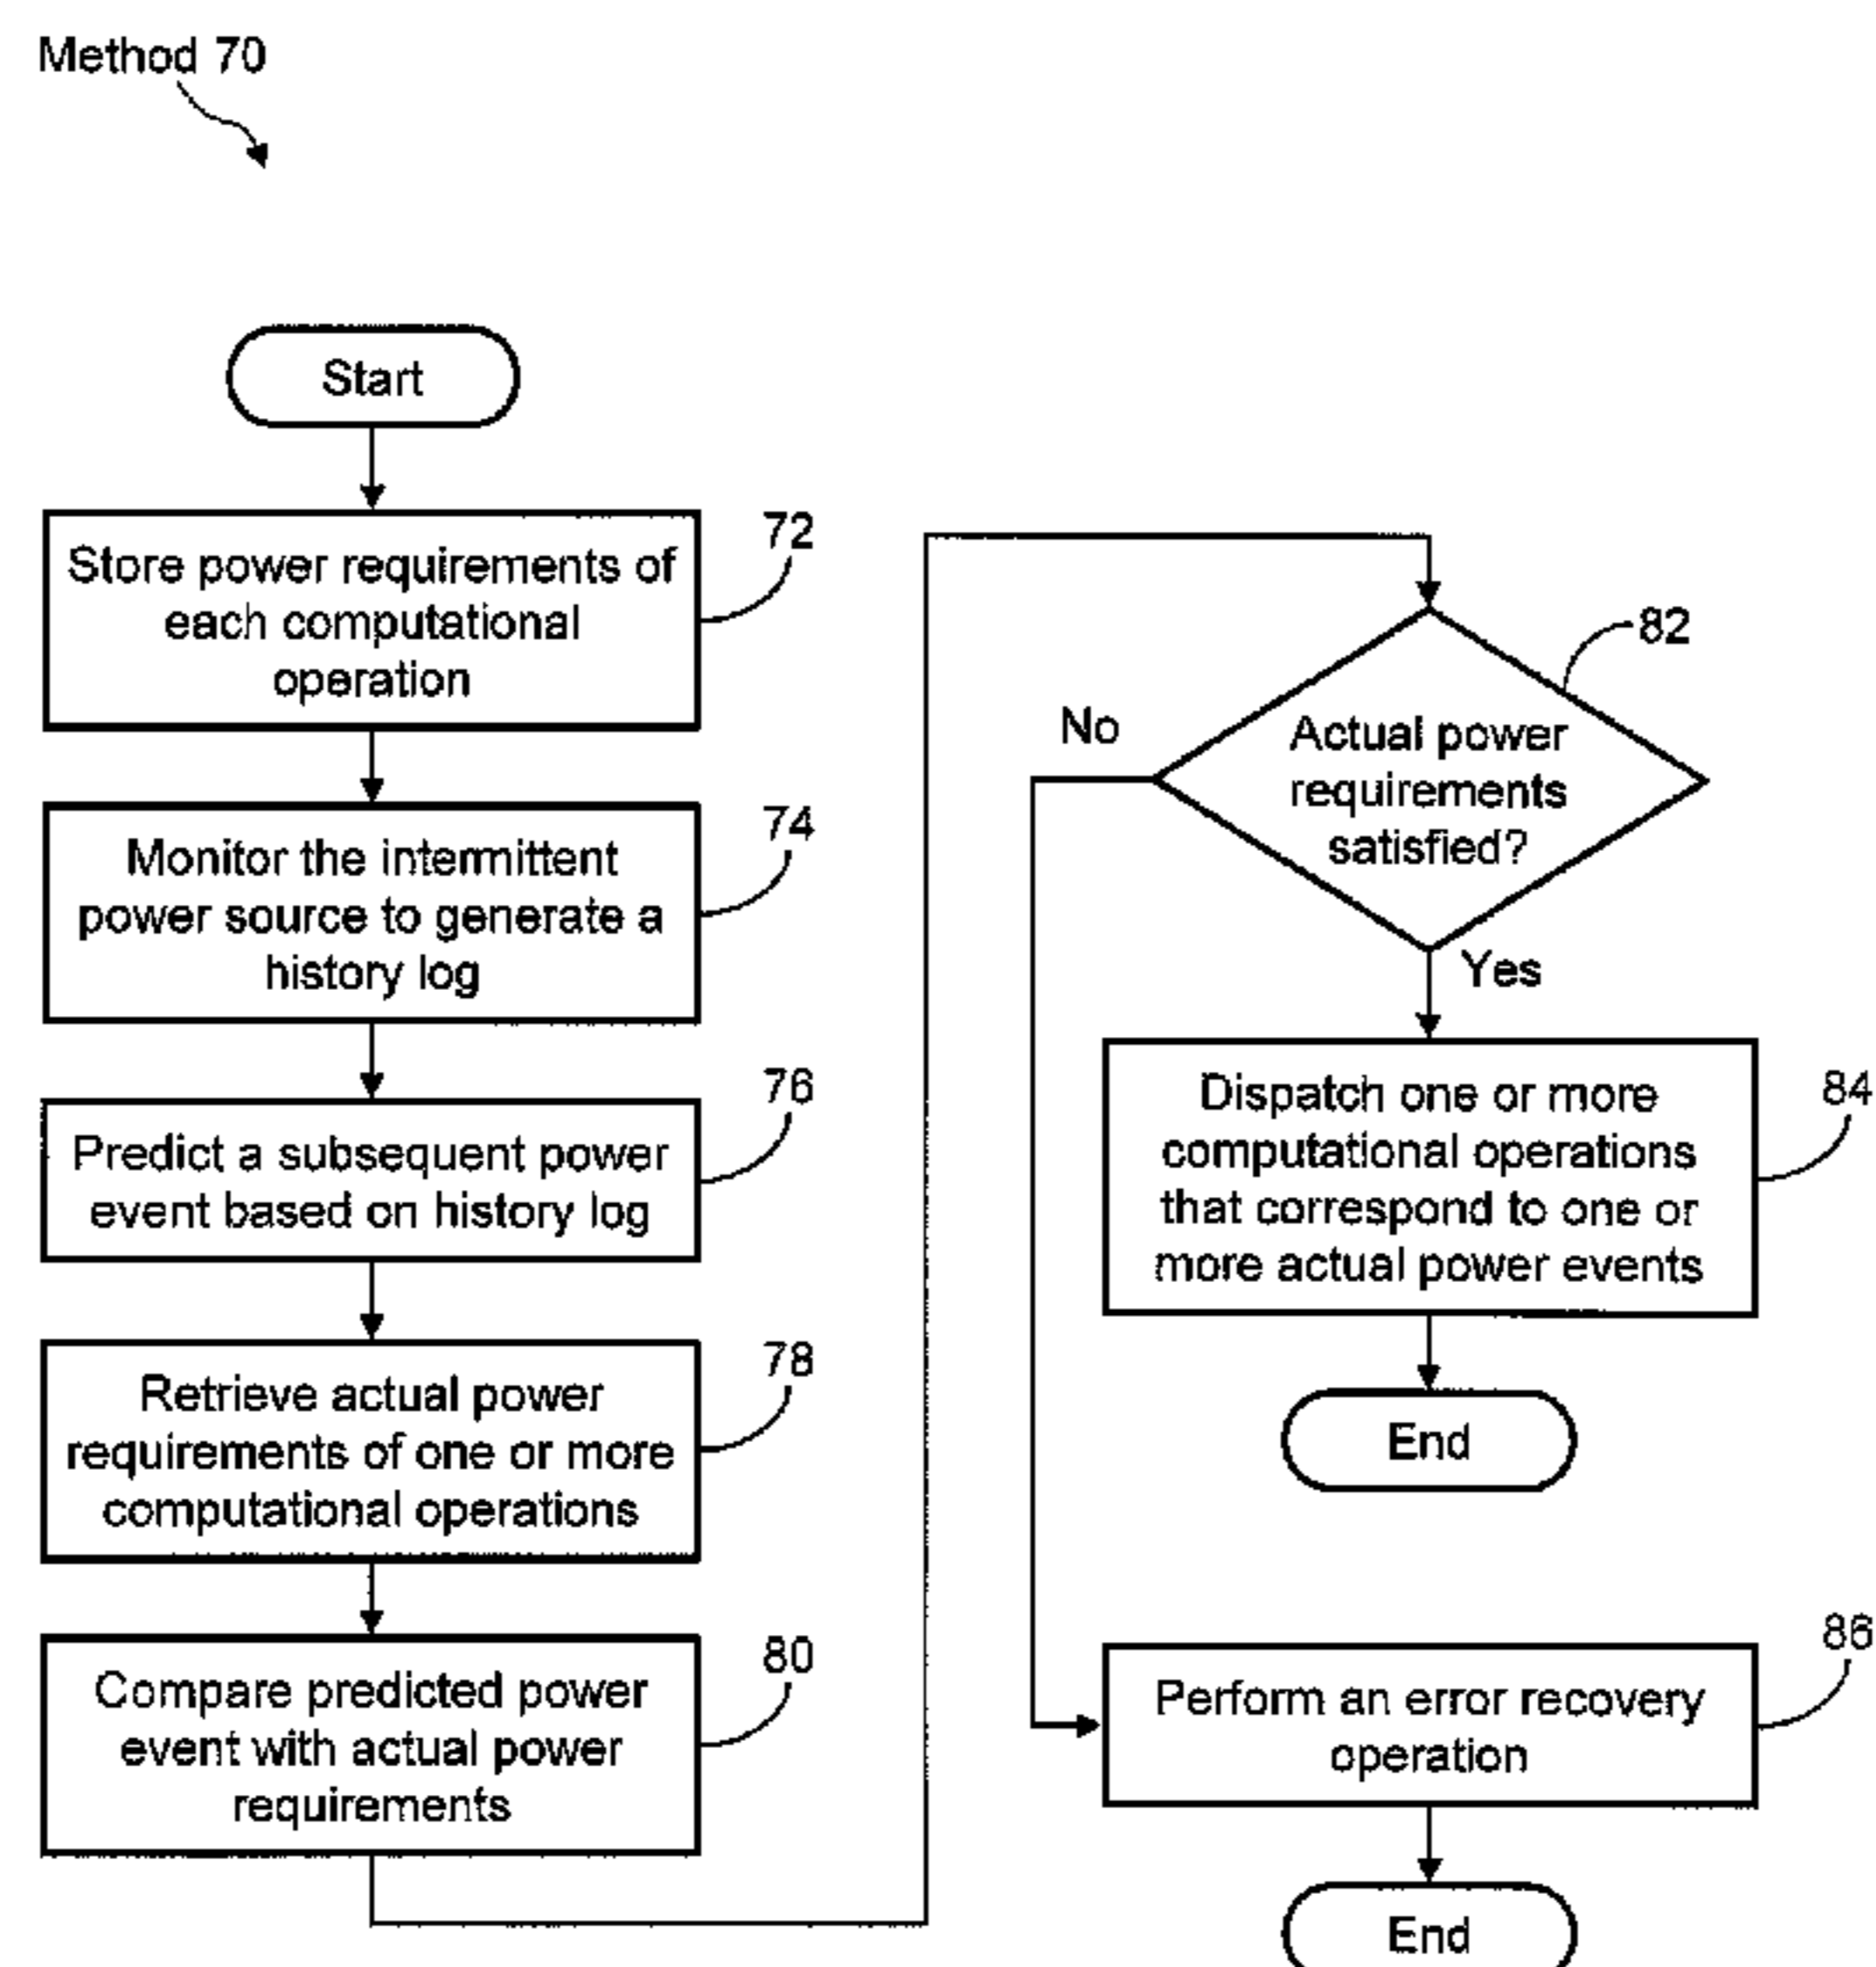 Method 70
Start
72
Store power requirements of
each computational
operation
74
Monitor the intermittent
power source to generate a
history log
76
Predict a subsequent power
event based on history log
78
Retrieve actual power
requirements of one or more
computational operations
80
Compare predicted power
event with actual power
requirements
82
No
Actual power
requirements
satisfied?
Yes
84
Dispatch one or more
computational operations
that correspond to one or
more actual power events
End
86
Perform an error recovery
operation
End